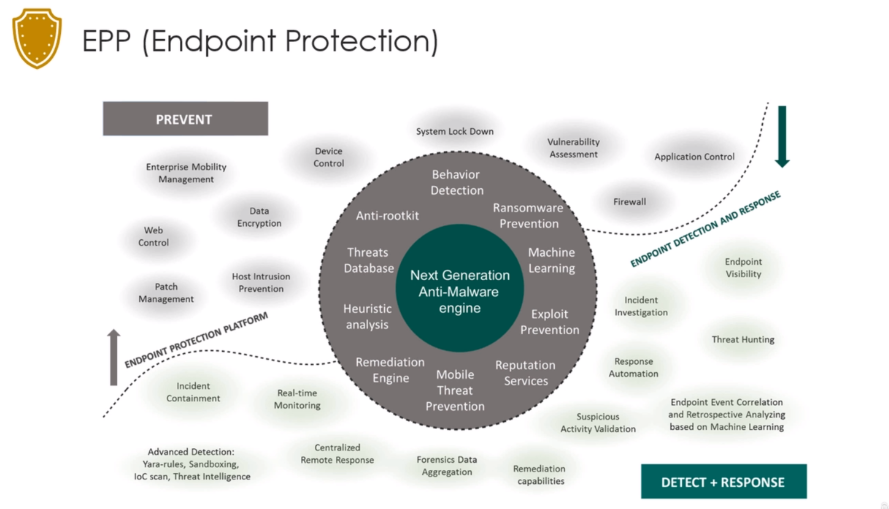 EPP (Endpoint Protection)
PREVENT
System Lock Down
Device
Control
Vulnerability
Assessment
Application Control
Enterprise Mobility
Management
Firewall
Data
Encryption
Web
Control
Host Intrusion
Prevention
Patch
Management
ENDPOINT PROTECTION PLATFORM
Behavior
Detection
Anti-rootkit
Ransomware
Prevention
Threats
Database
Machine
Learning
Next Generation
Anti-Malware
engine
Heuristic
analysis
Exploit
Prevention
Remediation
Engine
Mobile
Threat
Prevention
Reputation
Services
ENDPOINT DETECTION AND RESPONSE
Endpoint
Visibility
Incident
Investigation
Threat Hunting
Response
Automation
Incident
Containment
Real-time
Monitoring
Suspicious
Activity Validation
Endpoint Event Correlation
and Retrospective Analyzing
based on Machine Learning
Advanced Detection:
Yara-rules, Sandboxing,
IoC scan, Threat Intelligence
Centralized
Remote Response
Forensics Data
Aggregation
Remediation
capabilities
DETECT + RESPONSE